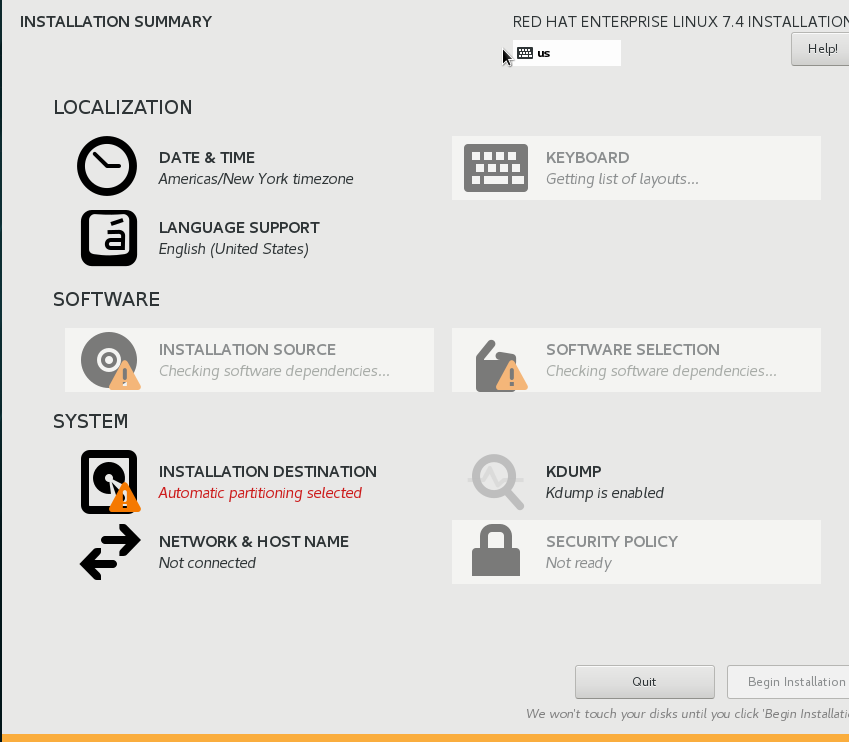 INSTALLATION SUMMARY
RED HAT ENTERPRISE LINUX 7.4 INSTALLATION
us
Help!
LOCALIZATION
DATE & TIME
Americas/New York timezone
KEYBOARD
Getting list of layouts...
á
LANGUAGE SUPPORT
English (United States)
SOFTWARE
INSTALLATION SOURCE
Checking software dependencies...
SOFTWARE SELECTION
Checking software dependencies...
SYSTEM
INSTALLATION DESTINATION
Automatic partitioning selected
KDUMP
Kdump is enabled
NETWORK & HOST NAME
Not connected
SECURITY POLICY
Not ready
Quit
Begin Installation
We won't touch your disks until you click 'Begin Installati